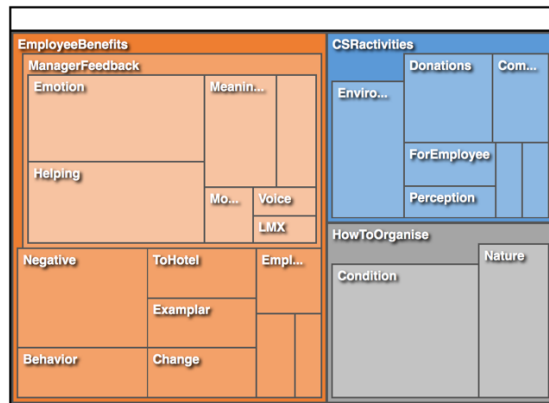 EmployeeBenefits
ManagerFeedback
Emotion
Meanin...
Helping
Mo...
Voice
LMX
Negative
ToHotel
Empl...
Examplar
Behavior
Change
CSRactivities
Donations
Com...
Enviro...
ForEmployee
Perception
HowToOrganise
Nature
Condition